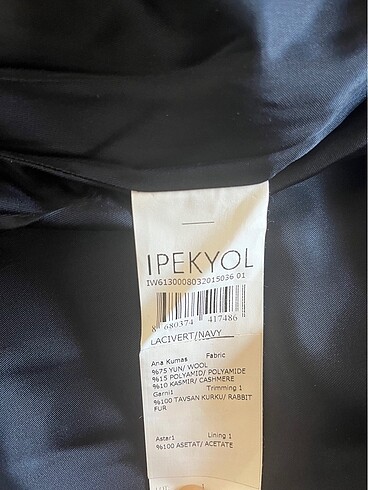 IPEKYOL
IW6130008032015036 01
8 680374 417486
LACIVERT/NAVY
Ana Kumas Fabric
%75 YUN/ WOOL
%15 POLYAMID/ POLYAMIDE
%10 KASMIR/ CASHMERE
Garni1 Trimming 1
%100 TAVSAN KURKU/ RABBIT
FUR
Astar1 Lining 1
%100 ASETAT/ ACETATE